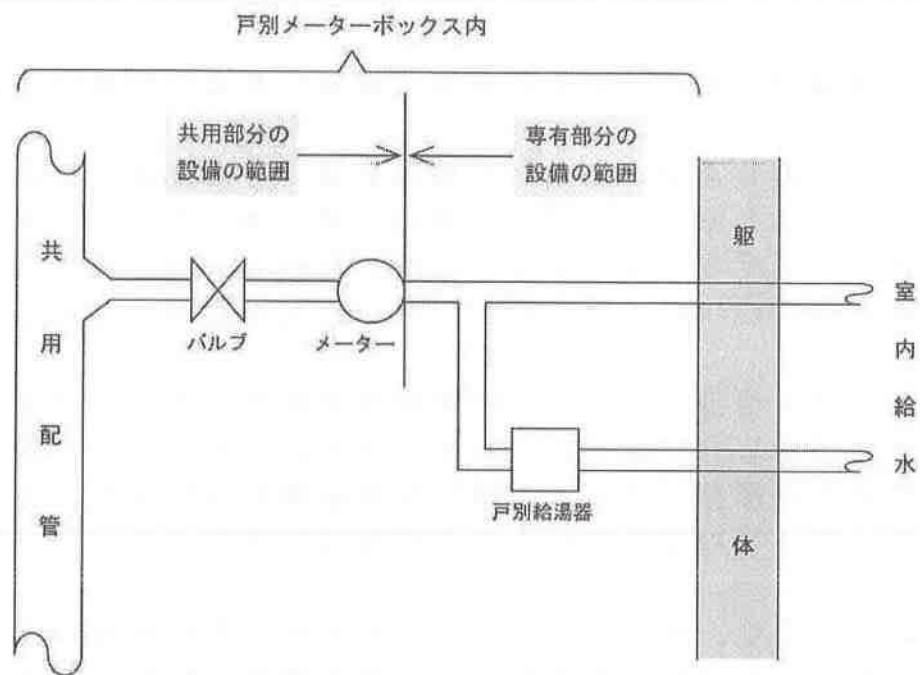 戸別メーターボックス内
共用部分の
設備の範囲
専有部分の
設備の範囲
共用配管
バルブ
メーター
戸別給湯器
躯体
室内給水